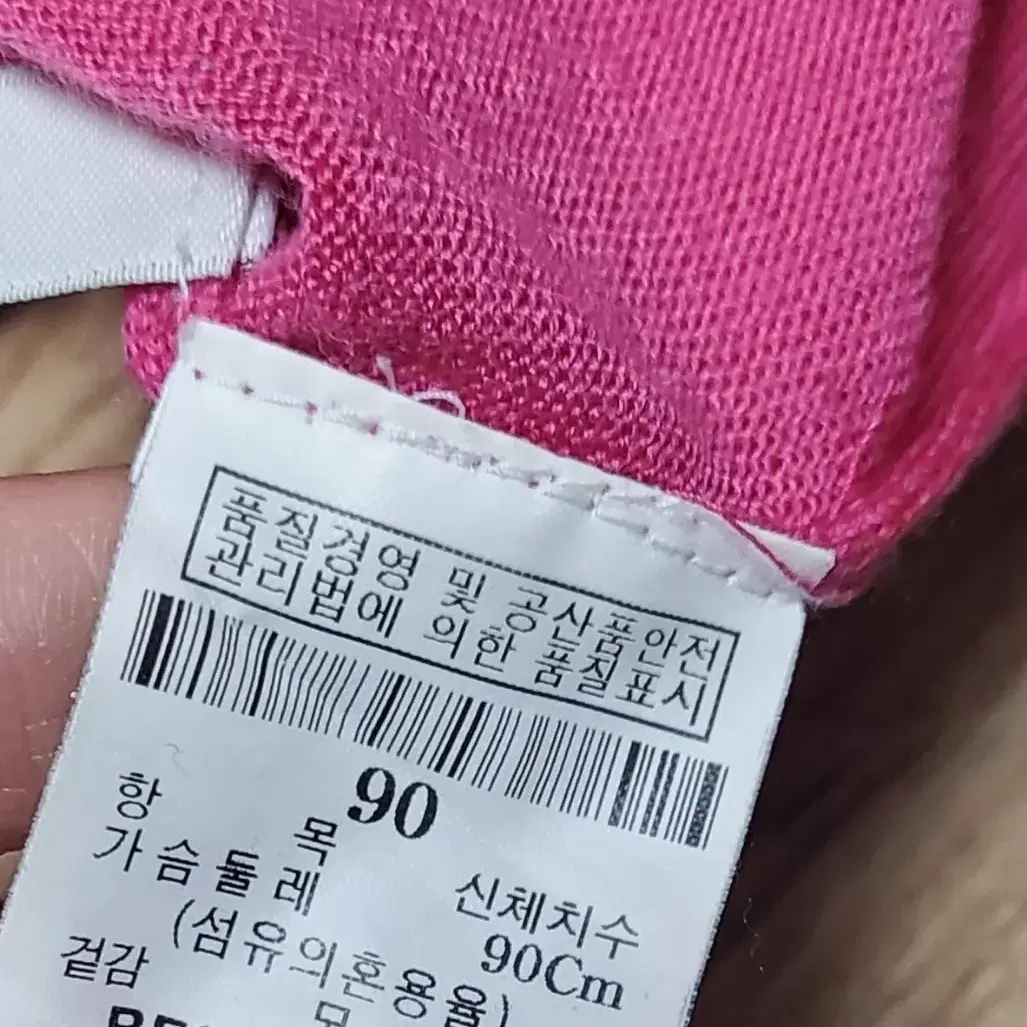 품질경영 및 공산품안전
관리법에 의한 품질표시
90
항 목 신체치수
가슴둘레 90Cm
(섬유의혼용율)
겉감 모